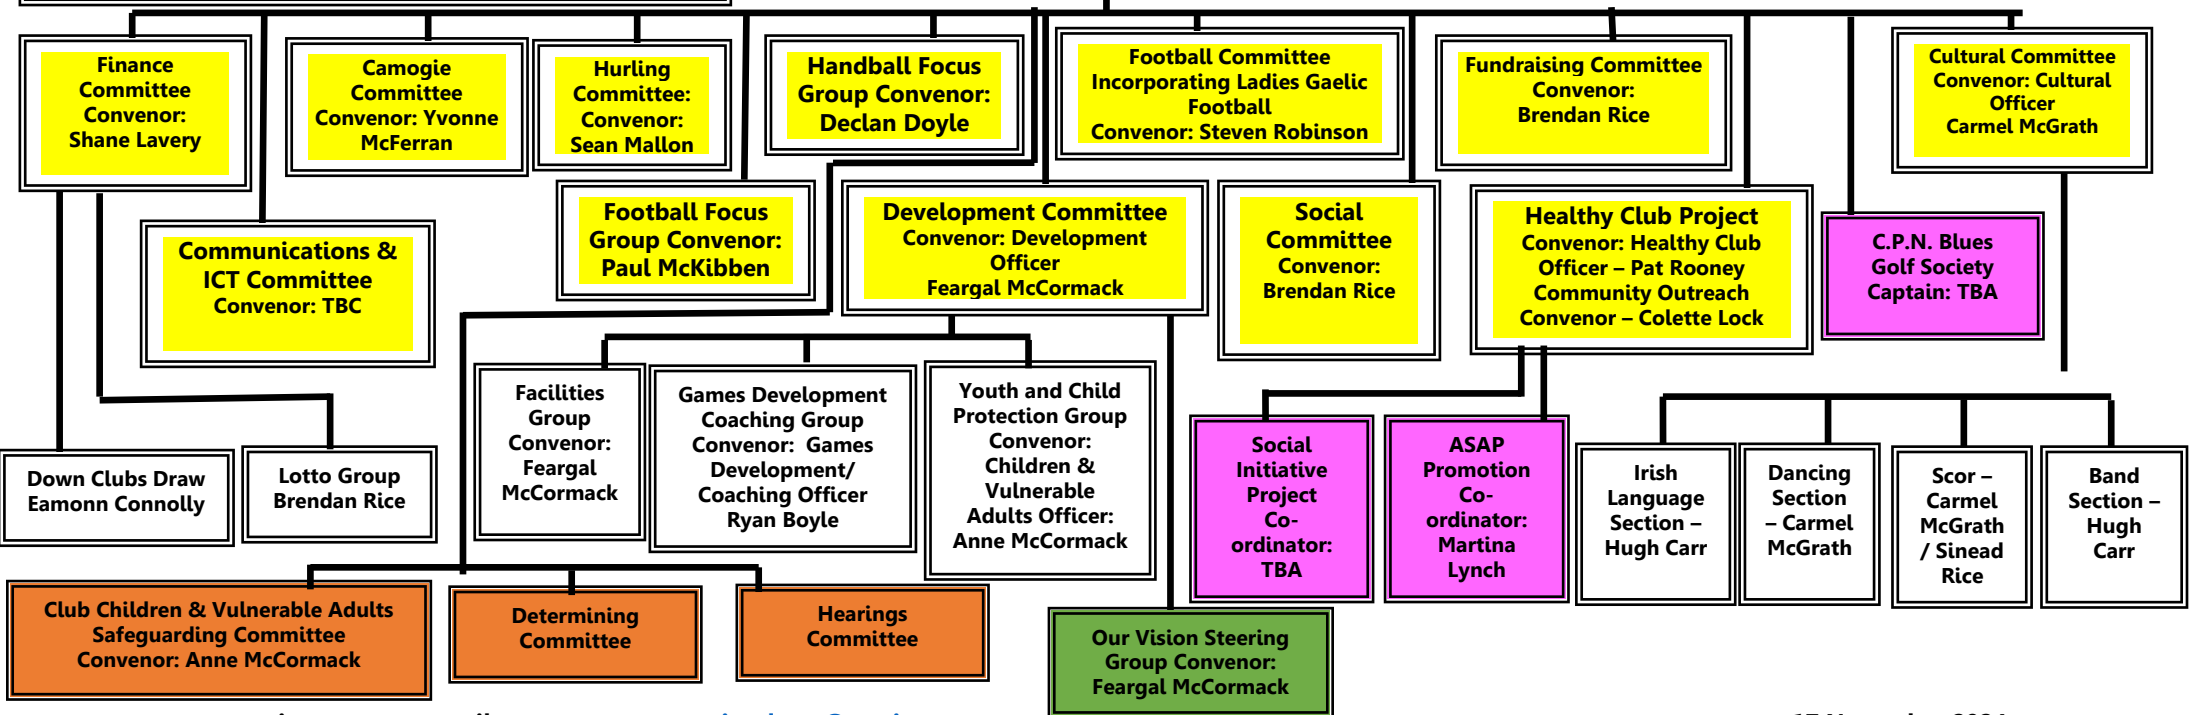 Finance
Committee
Convenor:
Shane Lavery
Camogie
Committee
Convenor: Yvonne
McFerran
Hurling
Committee:
Convenor:
Sean Mallon
Handball Focus
Group Convenor:
Declan Doyle
Football Committee
Incorporating Ladies Gaelic
Football
Convenor: Steven Robinson
Fundraising Committee
Convenor:
Brendan Rice
Cultural Committee
Convenor: Cultural
Officer
Carmel McGrath
Communications &
ICT Committee
Convenor: TBC
Football Focus
Group Convenor:
Paul McKibben
Development Committee
Convenor: Development
Officer
Feargal McCormack
Social
Committee
Convenor:
Brendan Rice
Healthy Club Project
Convenor: Healthy Club
Officer – Pat Rooney
Community Outreach
Convenor – Colette Lock
C.P.N. Blues
Golf Society
Captain: TBA
Down Clubs Draw
Eamonn Connolly
Lotto Group
Brendan Rice
Facilities
Group
Convenor:
Feargal
McCormack
Games Development
Coaching Group
Convenor:  Games
Development/
Coaching Officer
Ryan Boyle
Youth and Child
Protection Group
Convenor:
Children &
Vulnerable
Adults Officer:
Anne McCormack
Social
Initiative
Project
Co-
ordinator:
TBA
ASAP
Promotion
Co-
ordinator:
Martina
Lynch
Irish
Language
Section –
Hugh Carr
Dancing
Section
– Carmel
McGrath
Scor –
Carmel
McGrath
/ Sinead
Rice
Band
Section –
Hugh
Carr
Club Children & Vulnerable Adults
Safeguarding Committee
Convenor: Anne McCormack
Determining
Committee
Hearings
Committee
Our Vision Steering
Group Convenor:
Feargal McCormack